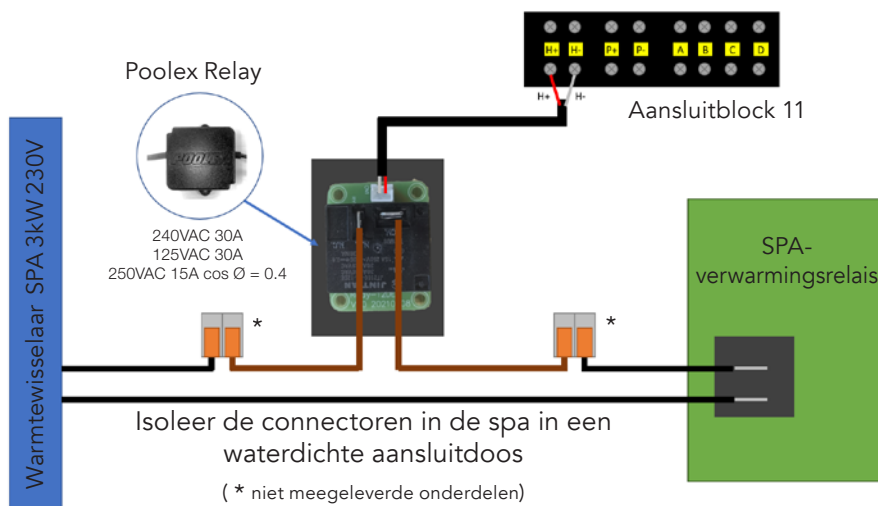 H+ H- P+ P- A B C D
H+ H-
Aansluitblock 11
Poolex Relay
POOLEX
240VAC 30A
125VAC 30A
250VAC 15A cos Ø = 0.4
Warmtewisselaar SPA 3kW 230V
SPA-
verwarmingsrelais
*
*
Isoleer de connectoren in de spa in een
waterdichte aansluitdoos
( * niet meegeleverde onderdelen)